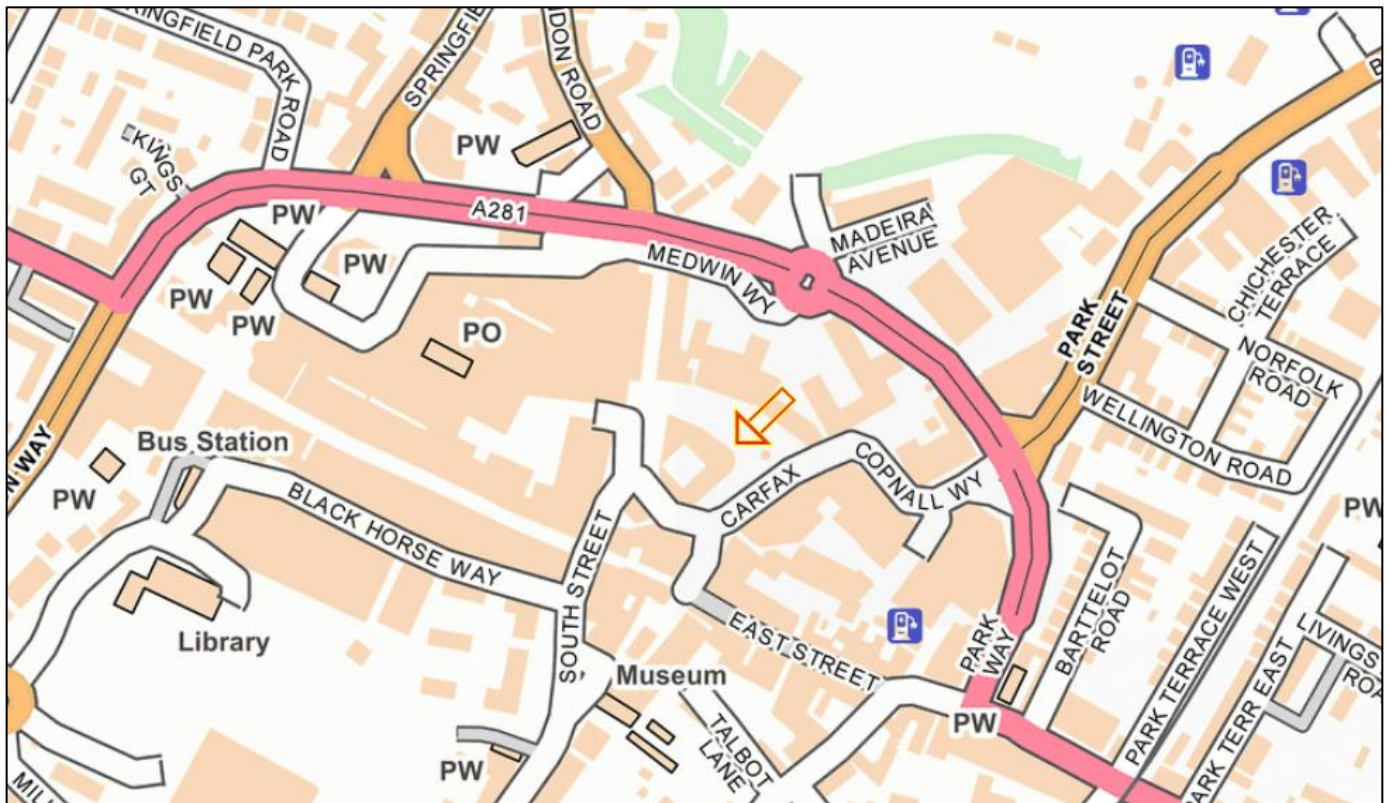 RINGFIELD PARK ROAD
SPRINGFIE
NDON ROAD
KINGS
GT
PW
PW
A281
MADEIRA
AVENUE
MEDWIN WY
PW
PW
PW
PO
CHICHESTER
TERRACE
PARK
STREET
NORFOLK
ROAD
WELLINGTON ROAD
Bus Station
N WAY
PW
BLACK HORSE WAY
CARFAX
COPNALL WY
SOUTH STREET
PW
Library
EAST STREET
PARK
WAY
BARTTELOT
ROAD
PARK TERRACE WEST
LIVINGS
ROA
Museum
TALBOT
LANE
PW
PW
ARK TERR EAST
MILL